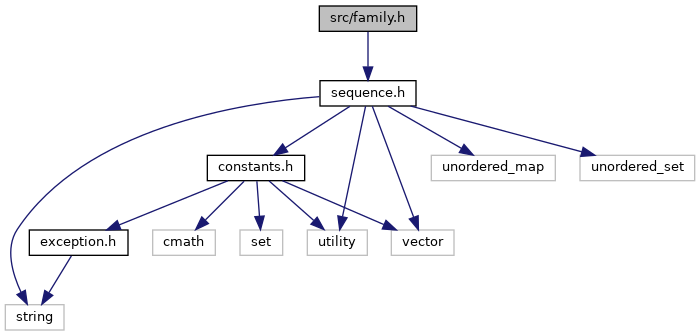 src/family.h
sequence.h
constants.h
unordered_map
unordered_set
exception.h
cmath
set
utility
vector
string